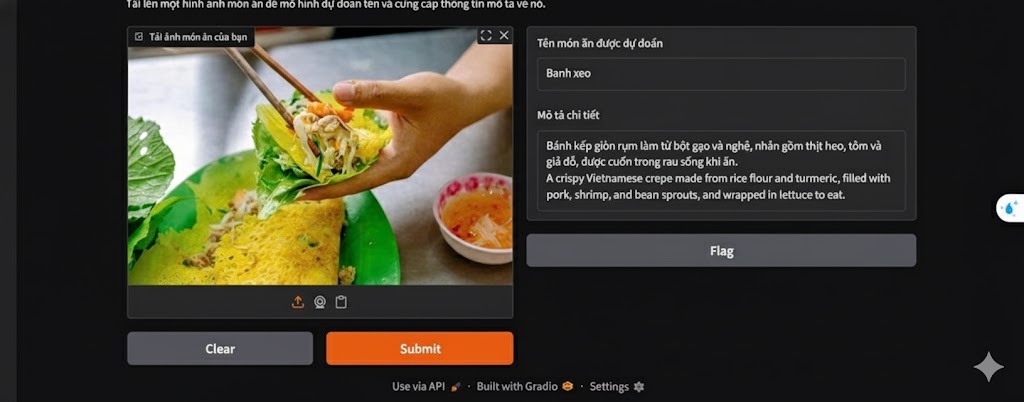 Tải lên một hình ảnh món ăn để mô hình dự đoán tên và cung cấp thông tin mô tả về nó.
Tải ảnh món ăn của bạn
Tên món ăn được dự đoán
Banh xeo
Mô tả chi tiết
Bánh kếp giòn rụm làm từ bột gạo và nghệ, nhân gồm thịt heo, tôm và
giả đỗ, được cuốn trong rau sống khi ăn.
A crispy Vietnamese crepe made from rice flour and turmeric, filled with
pork, shrimp, and bean sprouts, and wrapped in lettuce to eat.
Flag
Clear
Submit
Use via API · Built with Gradio · Settings